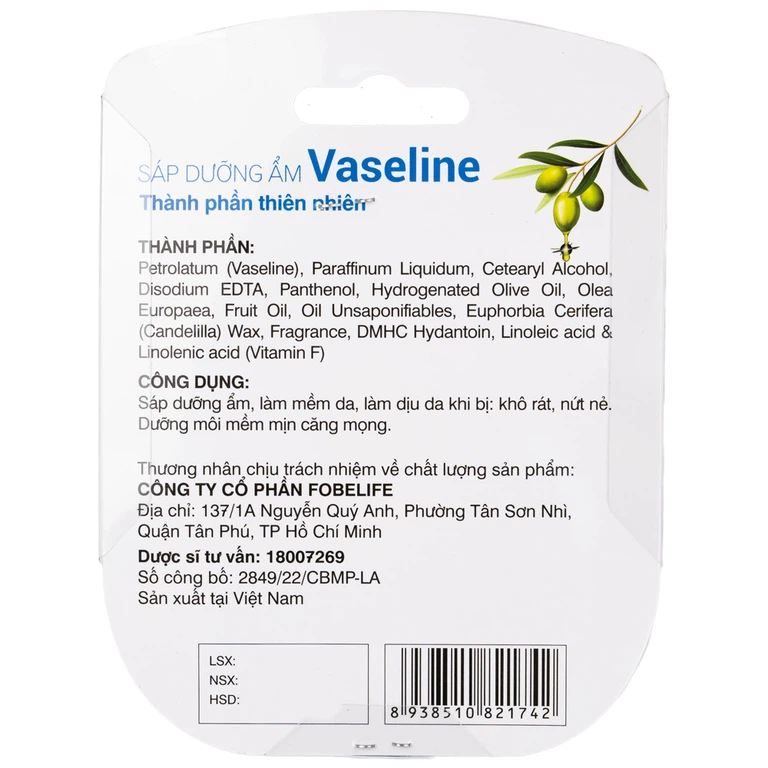 SÁP DƯỠNG ẨM Vaseline
Thành phần thiên nhiên
THÀNH PHẦN:
Petrolatum (Vaseline), Paraffinum Liquidum, Cetearyl Alcohol,
Disodium EDTA, Panthenol, Hydrogenated Olive Oil, Olea
Europaea, Fruit Oil, Oil Unsaponifiables, Euphorbia Cerifera
(Candelilla) Wax, Fragrance, DMHC Hydantoin, Linoleic acid &
Linolenic acid (Vitamin F)
CÔNG DỤNG:
Sáp dưỡng ẩm, làm mềm da, làm dịu da khi bị: khô rát, nứt nẻ.
Dưỡng môi mềm mịn căng mọng.
Thương nhân chịu trách nhiệm về chất lượng sản phẩm:
CÔNG TY CỔ PHẦN FOBELIFE
Địa chỉ: 137/1A Nguyễn Quý Anh, Phường Tân Sơn Nhì,
Quận Tân Phú, TP Hồ Chí Minh
Dược sĩ tư vấn: 18007269
Số công bố: 2849/22/CBMP-LA
Sản xuất tại Việt Nam
LSX:
NSX:
HSD:
8 938510 821742